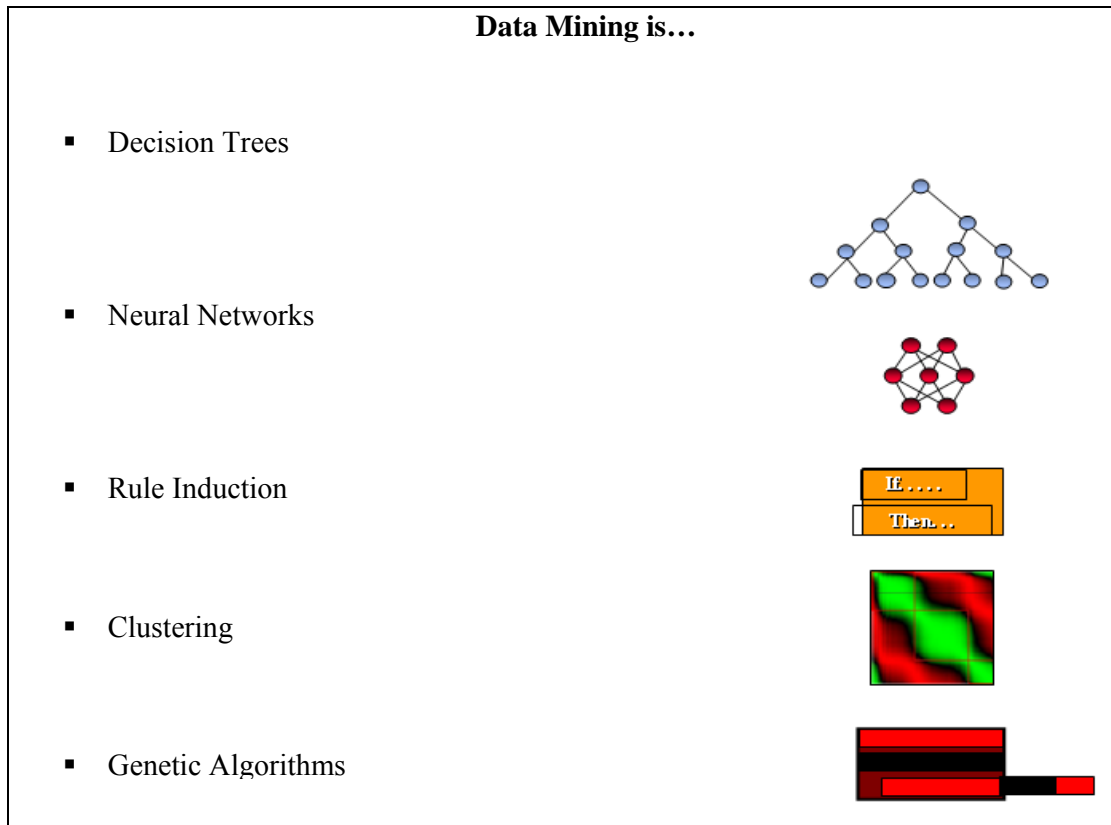 Data Mining is…
▪ Decision Trees
▪ Neural Networks
▪ Rule Induction
If. . . . .
Then. . .
▪ Clustering
▪ Genetic Algorithms